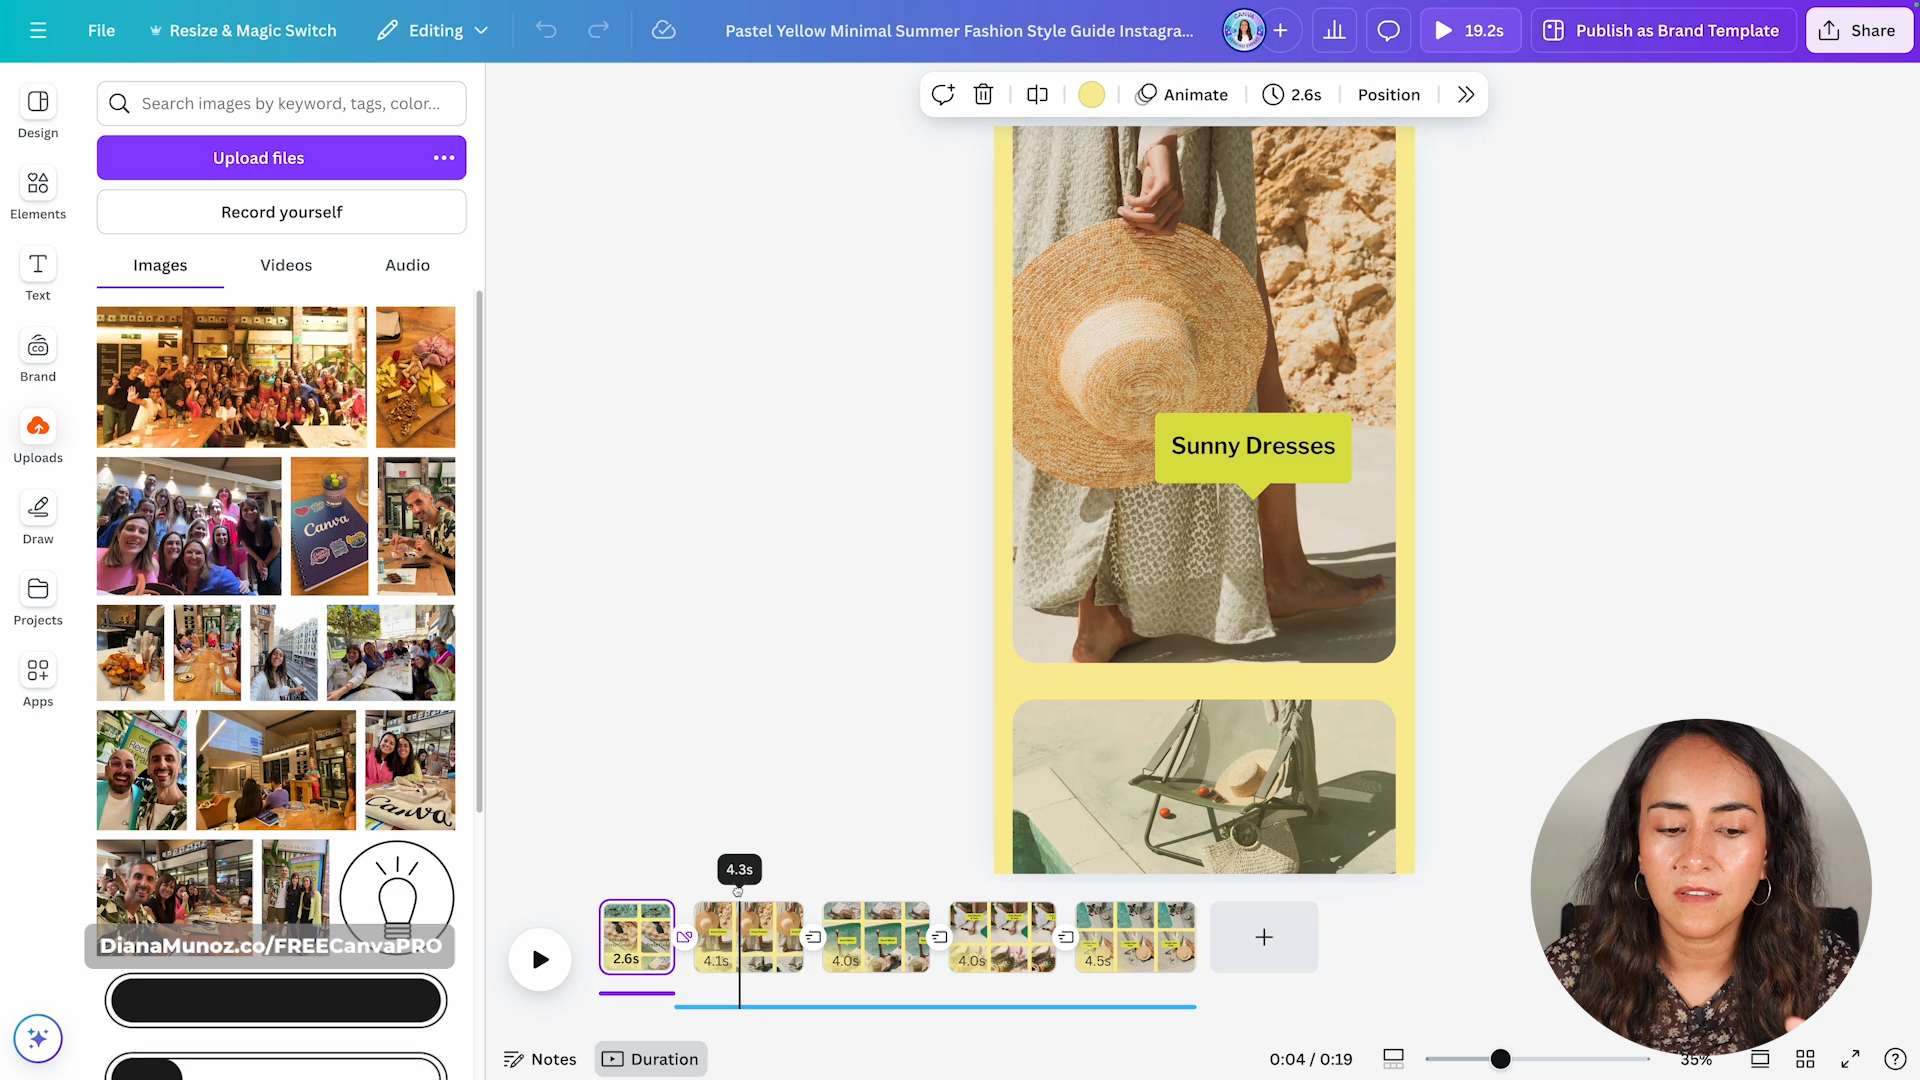 File
Resize & Magic Switch
Editing
Pastel Yellow Minimal Summer Fashion Style Guide Instagra...
19.2s
Publish as Brand Template
Share
Design
Elements
Text
Brand
Uploads
Draw
Projects
Apps
Search images by keyword, tags, color...
Upload files
Record yourself
Images
Videos
Audio
Canva
Canva
DianaMunoz.co/FREECanvaPRO
Animate
2.6s
Position
Sunny Dresses
4.3s
2.6s
4.1s
4.0s
4.0s
4.5s
Notes
Duration
0:04 / 0:19
35%